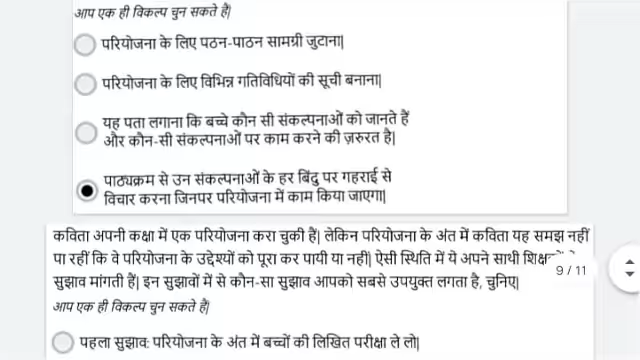 आप एक ही विकल्प चुन सकते हैं|
परियोजना के लिए पठन-पाठन सामग्री जुटाना|
परियोजना के लिए विभिन्न गतिविधियों की सूची बनाना|
यह पता लगाना कि बच्चे कौन सी संकल्पनाओं को जानते हैं
और कौन-सी संकल्पनाओं पर काम करने की ज़रुरत है|
पाठ्यक्रम से उन संकल्पनाओं के हर बिंदु पर गहराई से
विचार करना जिनपर परियोजना में काम किया जाएगा|
कविता अपनी कक्षा में एक परियोजना करा चुकी हैं| लेकिन परियोजना के अंत में कविता यह समझ नहीं
पा रहीं कि वे परियोजना के उद्देश्यों को पूरा कर पायी या नहीं| ऐसी स्थिति में ये अपने साथी
सुझाव मांगती हैं| इन सुझावों में से कौन-सा सुझाव आपको सबसे उपयुक्त लगता है, चुनिए|
9 / 11
आप एक ही विकल्प चुन सकते हैं|
पहला सुझाव: परियोजना के अंत में बच्चों की लिखित परीक्षा ले लो|